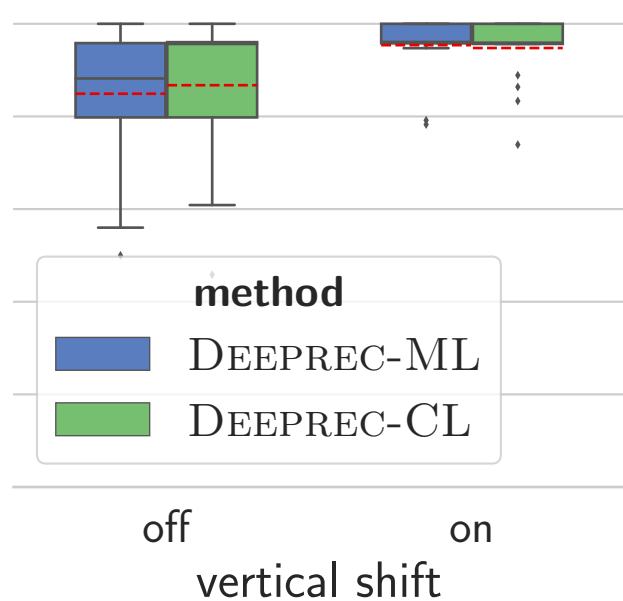 method
DEEPREC-ML
DEEPREC-CL
off on
vertical shift